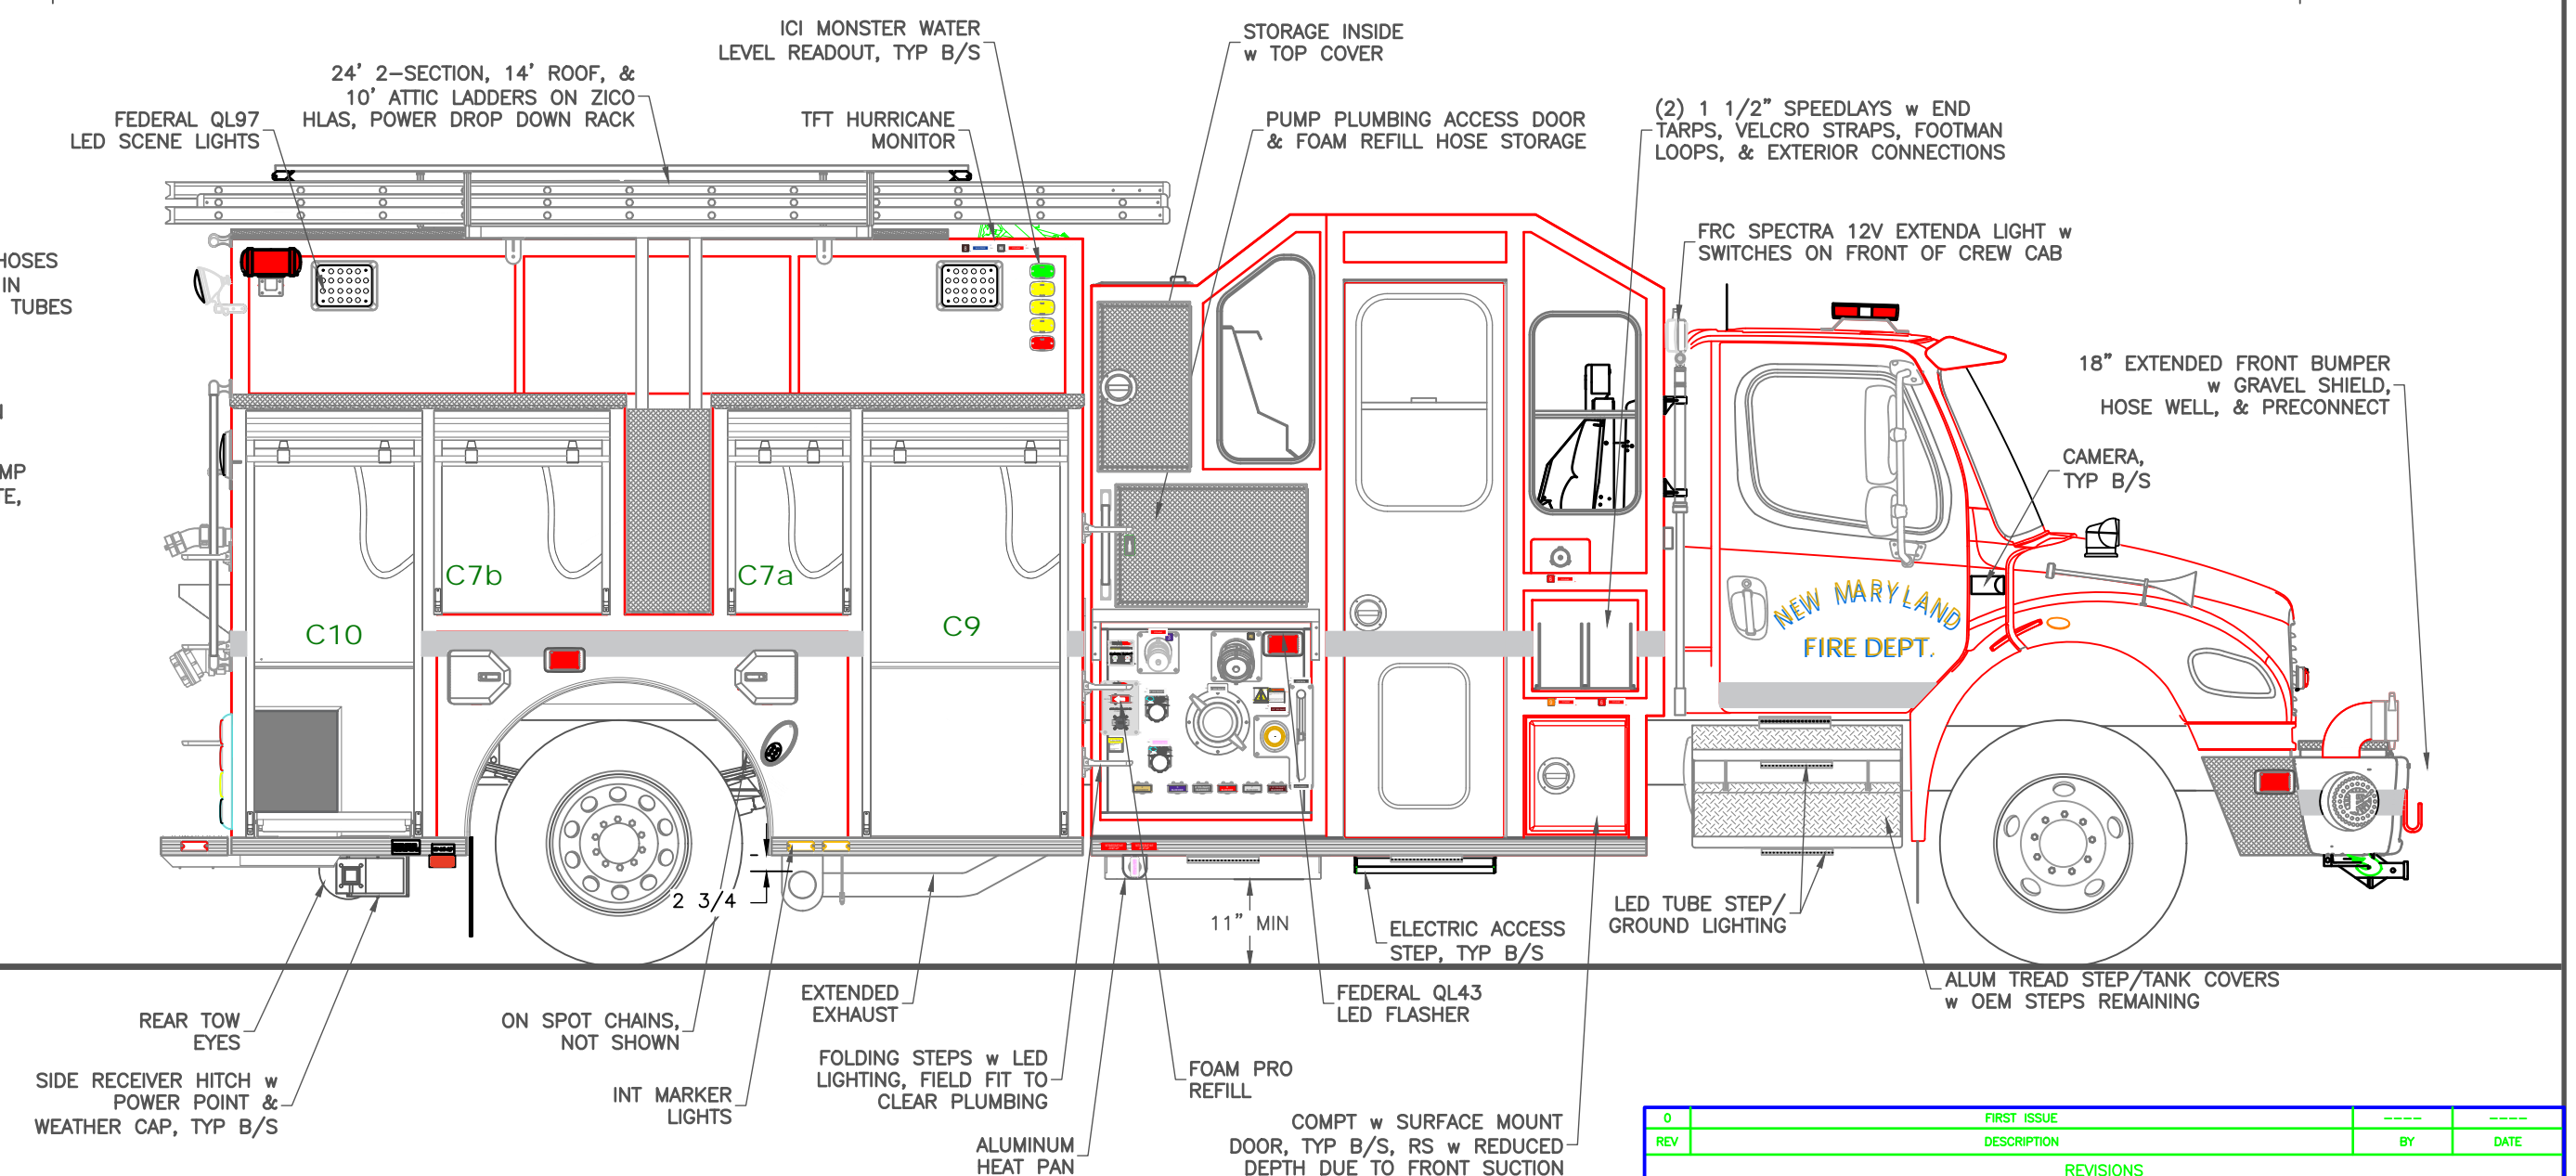 ICI MONSTER WATER
LEVEL READOUT, TYP B/S
STORAGE INSIDE
w TOP COVER
24' 2-SECTION, 14' ROOF, &
10' ATTIC LADDERS ON ZICO
HLAS, POWER DROP DOWN RACK
FEDERAL QL97
LED SCENE LIGHTS
TFT HURRICANE
MONITOR
PUMP PLUMBING ACCESS DOOR
& FOAM REFILL HOSE STORAGE
(2) 1 1/2" SPEEDLAYS w END
TARPS, VELCRO STRAPS, FOOTMAN
LOOPS, & EXTERIOR CONNECTIONS
FRC SPECTRA 12V EXTENDA LIGHT w
SWITCHES ON FRONT OF CREW CAB
HOSES
IN
TUBES
18" EXTENDED FRONT BUMPER
w GRAVEL SHIELD,
HOSE WELL, & PRECONNECT
CAMERA,
TYP B/S
MP
TE,
C7b
C7a
C10
C9
NEW MARYLAND
FIRE DEPT.
2 3/4
11" MIN
ELECTRIC ACCESS
STEP, TYP B/S
LED TUBE STEP/
GROUND LIGHTING
ALUM TREAD STEP/TANK COVERS
w OEM STEPS REMAINING
REAR TOW
EYES
ON SPOT CHAINS,
NOT SHOWN
EXTENDED
EXHAUST
FEDERAL QL43
LED FLASHER
SIDE RECEIVER HITCH w
POWER POINT &
WEATHER CAP, TYP B/S
INT MARKER
LIGHTS
FOLDING STEPS w LED
LIGHTING, FIELD FIT TO
CLEAR PLUMBING
FOAM PRO
REFILL
ALUMINUM
HEAT PAN
COMPT w SURFACE MOUNT
DOOR, TYP B/S, RS w REDUCED
DEPTH DUE TO FRONT SUCTION
0 FIRST ISSUE ---- ----
REV DESCRIPTION BY DATE
REVISIONS